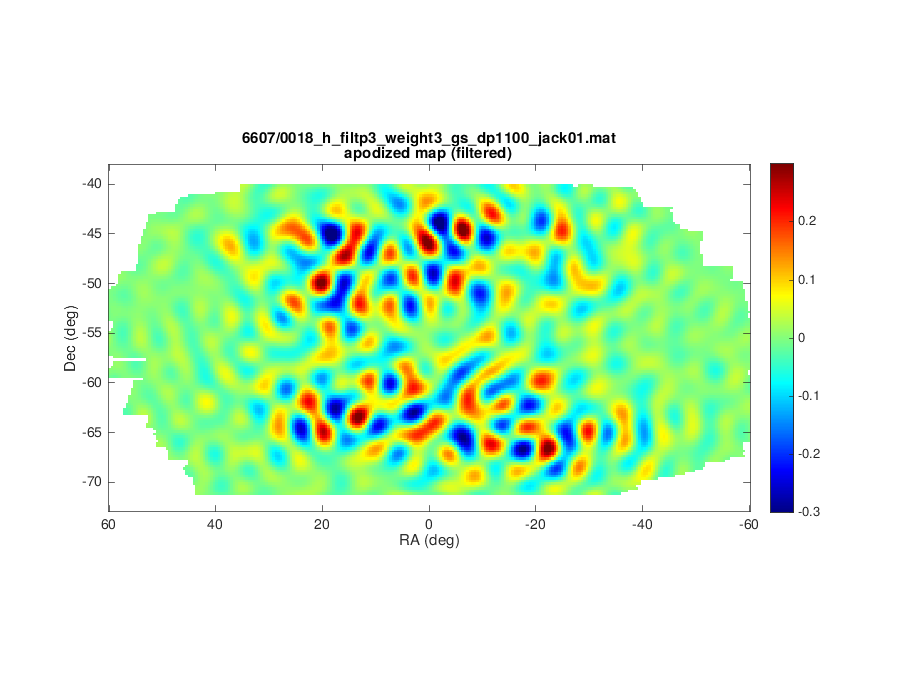 6607/0018_h_filtp3_weight3_gs_dp1100_jack01.mat
apodized map (filtered)
-40
-45
-50
-55
-60
-65
-70
Dec (deg)
60 40 20 0 -20 -40 -60
RA (deg)
0.2
0.1
0
-0.1
-0.2
-0.3